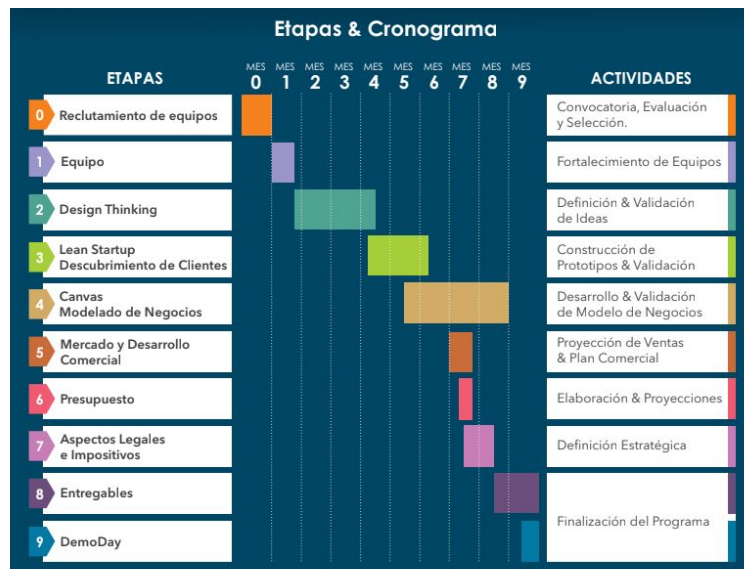 Etapas & Cronograma
ETAPAS
MES MES MES MES MES MES MES MES MES MES
0 1 2 3 4 5 6 7 8 9
ACTIVIDADES
0 Reclutamiento de equipos
Convocatoria, Evaluación
y Selección.
1 Equipo
Fortalecimiento de Equipos
2 Design Thinking
Definición & Validación
de Ideas
3 Lean Startup
Descubrimiento de Clientes
Construcción de
Prototipos & Validación
4 Canvas
Modelado de Negocios
Desarrollo & Validación
de Modelo de Negocios
5 Mercado y Desarrollo
Comercial
Proyección de Ventas
& Plan Comercial
6 Presupuesto
Elaboración & Proyecciones
7 Aspectos Legales
e Impositivos
Definición Estratégica
8 Entregables
Finalización del Programa
9 DemoDay